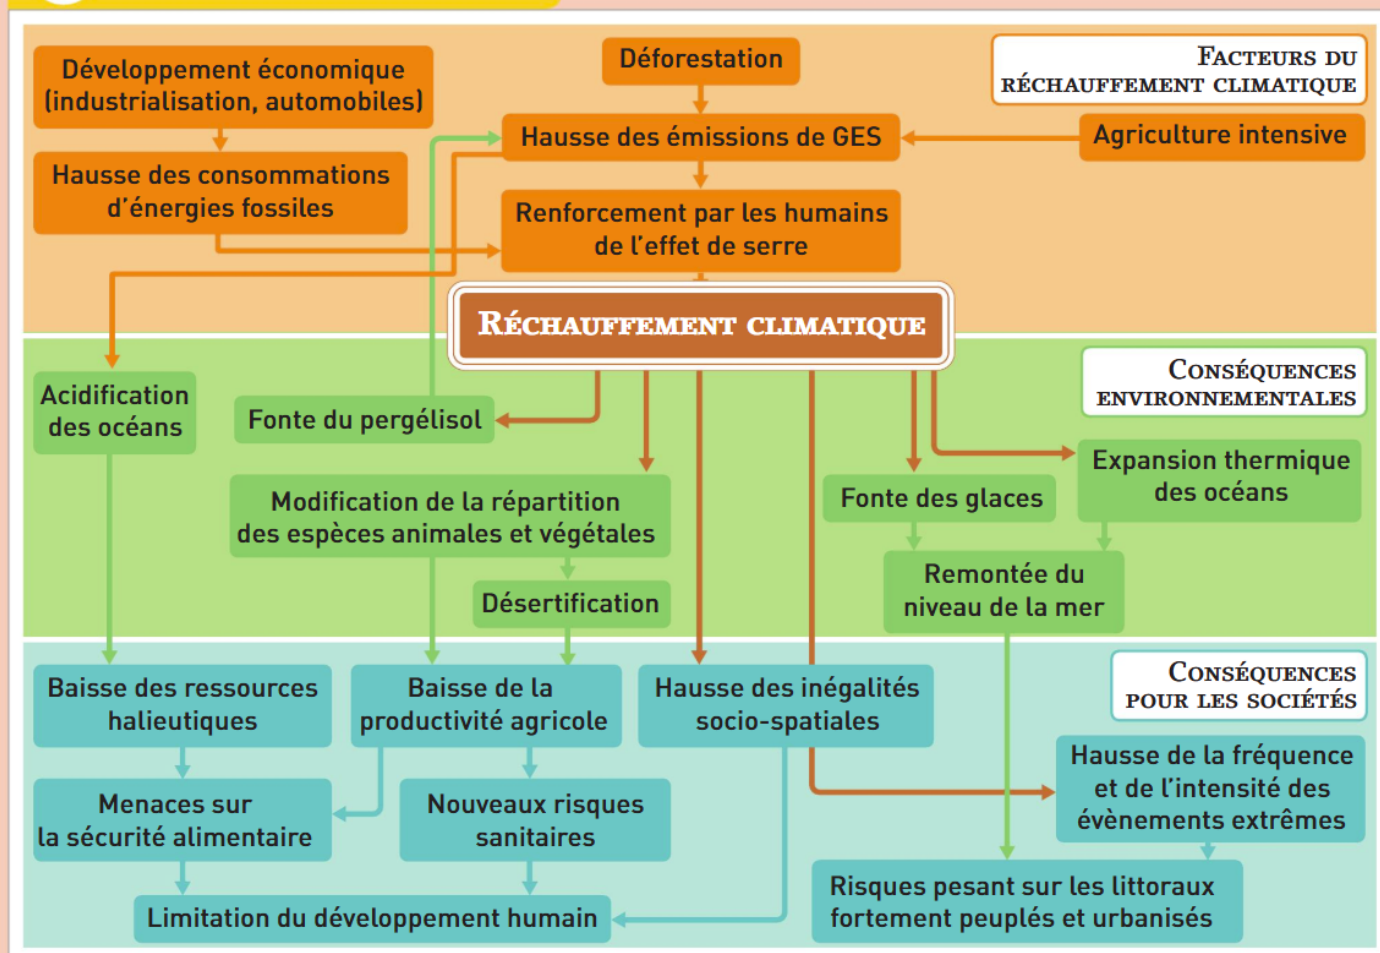 Développement économique
(industrialisation, automobiles)
Déforestation
FACTEURS DU
RÉCHAUFFEMENT CLIMATIQUE
Hausse des émissions de GES
Agriculture intensive
Hausse des consommations
d'énergies fossiles
Renforcement par les humains
de l'effet de serre
RÉCHAUFFEMENT CLIMATIQUE
CONSÉQUENCES
ENVIRONNEMENTALES
Acidification
des océans
Fonte du pergélisol
Expansion thermique
des océans
Modification de la répartition
des espèces animales et végétales
Fonte des glaces
Désertification
Remontée du
niveau de la mer
CONSÉQUENCES
POUR LES SOCIÉTÉS
Baisse des ressources
halieutiques
Baisse de la
productivité agricole
Hausse des inégalités
socio-spatiales
Hausse de la fréquence
et de l'intensité des
évènements extrêmes
Menaces sur
la sécurité alimentaire
Nouveaux risques
sanitaires
Risques pesant sur les littoraux
fortement peuplés et urbanisés
Limitation du développement humain